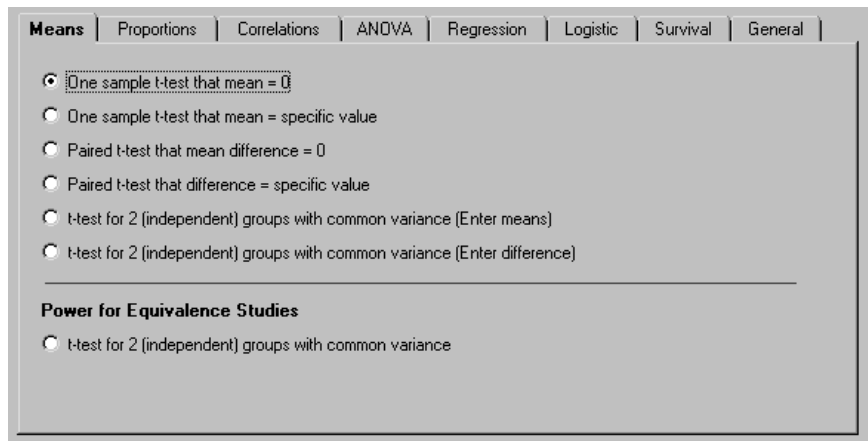 Means Proportions Correlations ANOVA Regression Logistic Survival General
One sample t-test that mean = 0
One sample t-test that mean = specific value
Paired t-test that mean difference = 0
Paired t-test that difference = specific value
t-test for 2 (independent) groups with common variance (Enter means)
t-test for 2 (independent) groups with common variance (Enter difference)
Power for Equivalence Studies
t-test for 2 (independent) groups with common variance